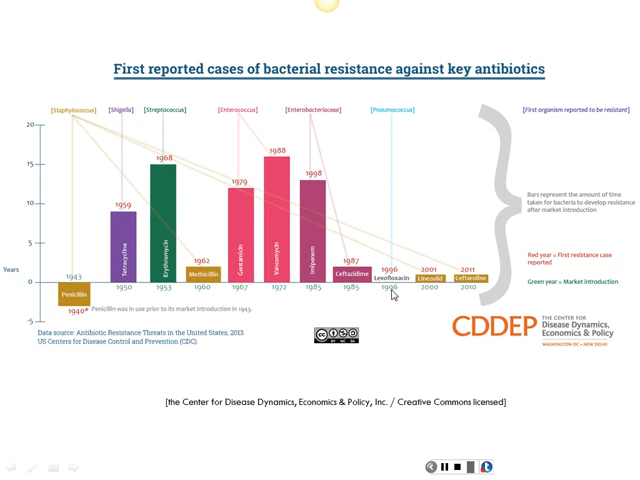 First reported cases of bacterial resistance against key antibiotics
[Staphylococcus] [Shigella] [Streptococcus] [Enterococcus] [Enterobacteriaceae] [Pneumococcus] [First organism reported to be resistant]
20
15
10
5
Years
0
-5
1943
Penicillin
1940*
1959
Tetracycline
1950
1968
Erythromycin
1953
1962
Methicillin
1960
1979
Gentamicin
1967
1988
Vancomycin
1972
1998
Imipenem
1985
1987
Ceftazidime
1985
1996
Levofloxacin
1996
2001
Linezolid
2000
2011
Ceftaroline
2010
Penicillin was in use prior to its market introduction in 1943.
Bars represent the amount of time
taken for bacteria to develop resistance
after market introduction
Red year = First resistance case
reported
Green year = Market introduction
Data source: Antibiotic Resistance Threats in the United States, 2013.
US Centers for Disease Control and Prevention (CDC).
CC BY NC SA
CDDEP
THE CENTER FOR
Disease Dynamics,
Economics & Policy
WASHINGTON DC • NEW DELHI
[the Center for Disease Dynamics, Economics & Policy, Inc. / Creative Commons licensed]